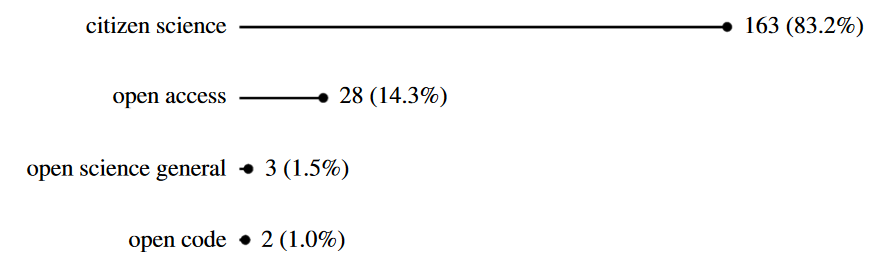 citizen science 163 (83.2%)
open access 28 (14.3%)
open science general 3 (1.5%)
open code 2 (1.0%)